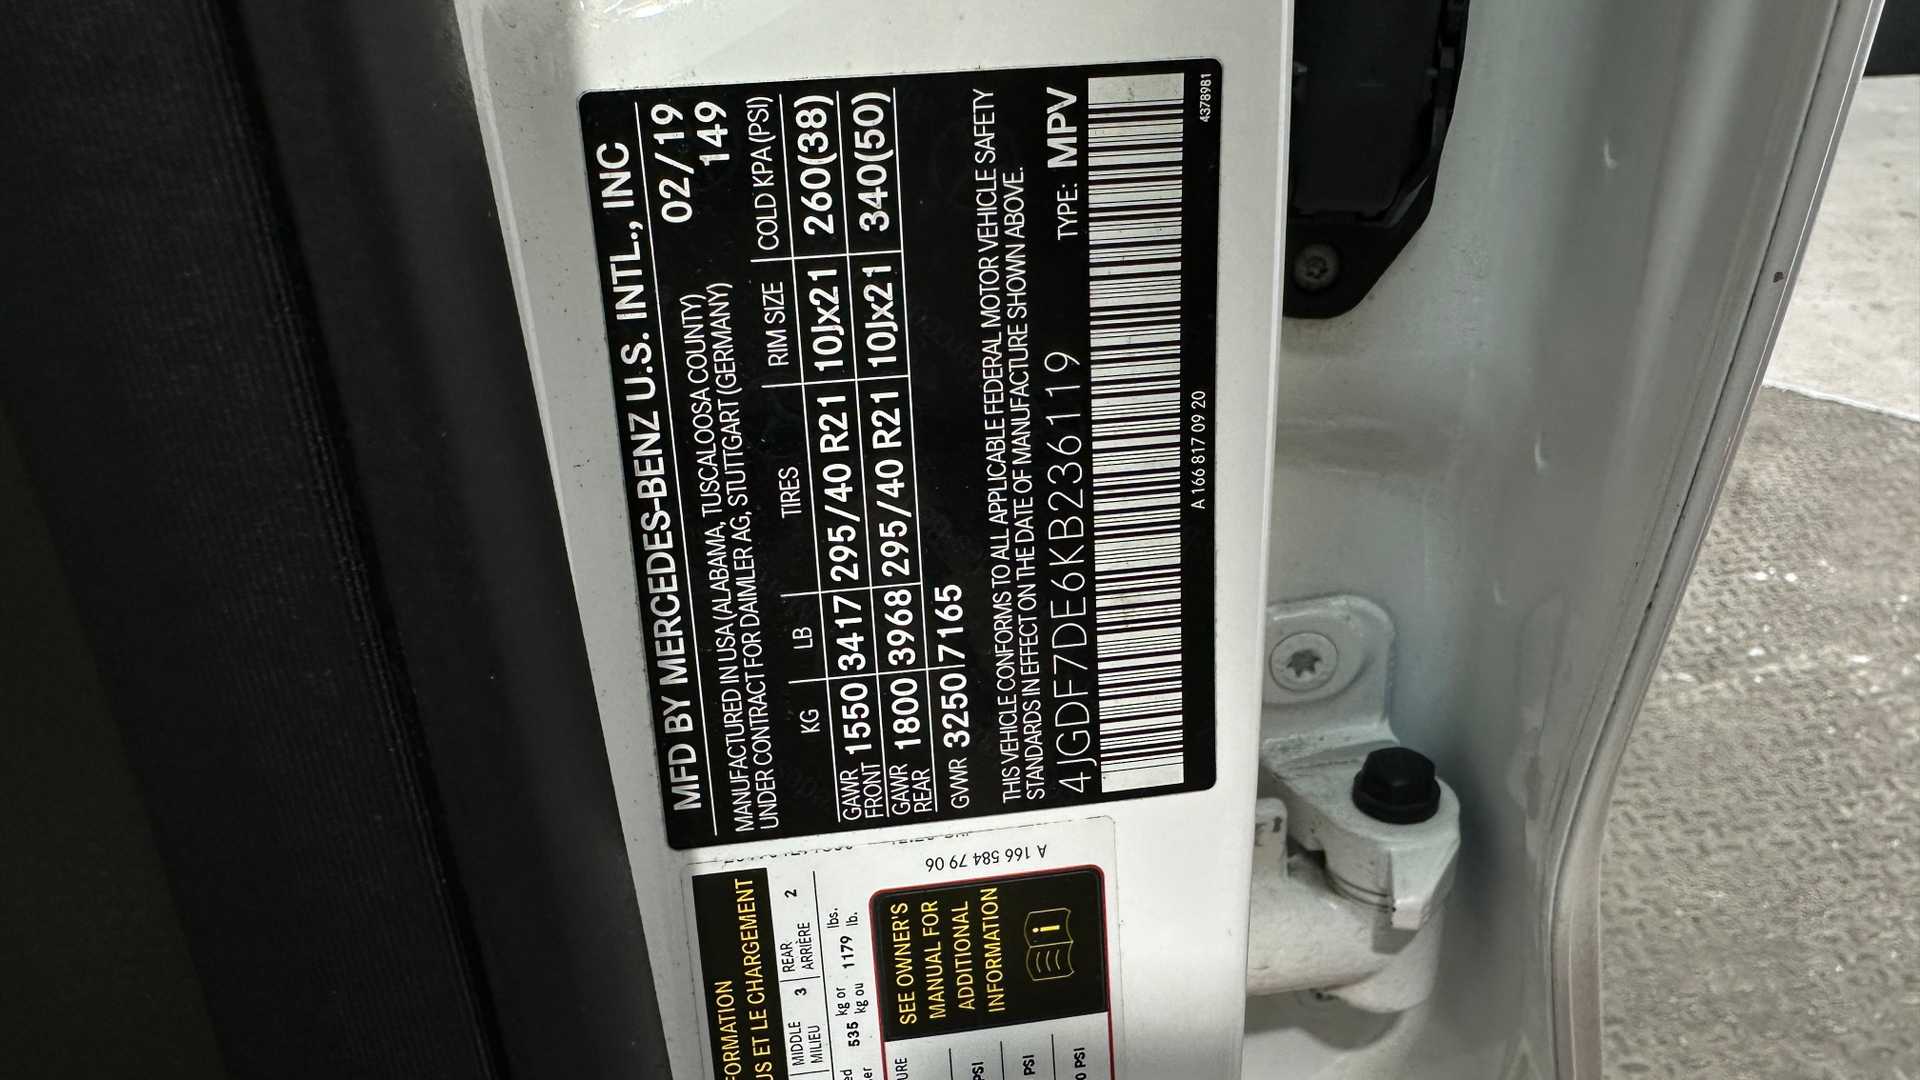 MFD BY MERCEDES-BENZ U.S. INTL., INC
MANUFACTURED IN USA (ALABAMA, TUSCALOOSA COUNTY) 02/19
UNDER CONTRACT FOR DAIMLER AG, STUTTGART (GERMANY) 149
KG LB TIRES RIM SIZE COLD KPA (PSI)
GAWR FRONT 1550 3417 295/40 R21 10Jx21 260(38)
GAWR REAR 1800 3968 295/40 R21 10Jx21 340(50)
GVWR 3250 7165
THIS VEHICLE CONFORMS TO ALL APPLICABLE FEDERAL MOTOR VEHICLE SAFETY
STANDARDS IN EFFECT ON THE DATE OF MANUFACTURE SHOWN ABOVE.
4JGDF7DE6KB236119 TYPE: MPV
A 166 817 09 20 4378981
A 166 584 79 06
LE CHARGEMENT
MIDDLE 3 REAR 2
MILIEU ARRIÈRE
535 kg or 1179 lbs.
kg ou lb.
SEE OWNER'S
MANUAL FOR
ADDITIONAL
INFORMATION
PSI
PSI
PSI